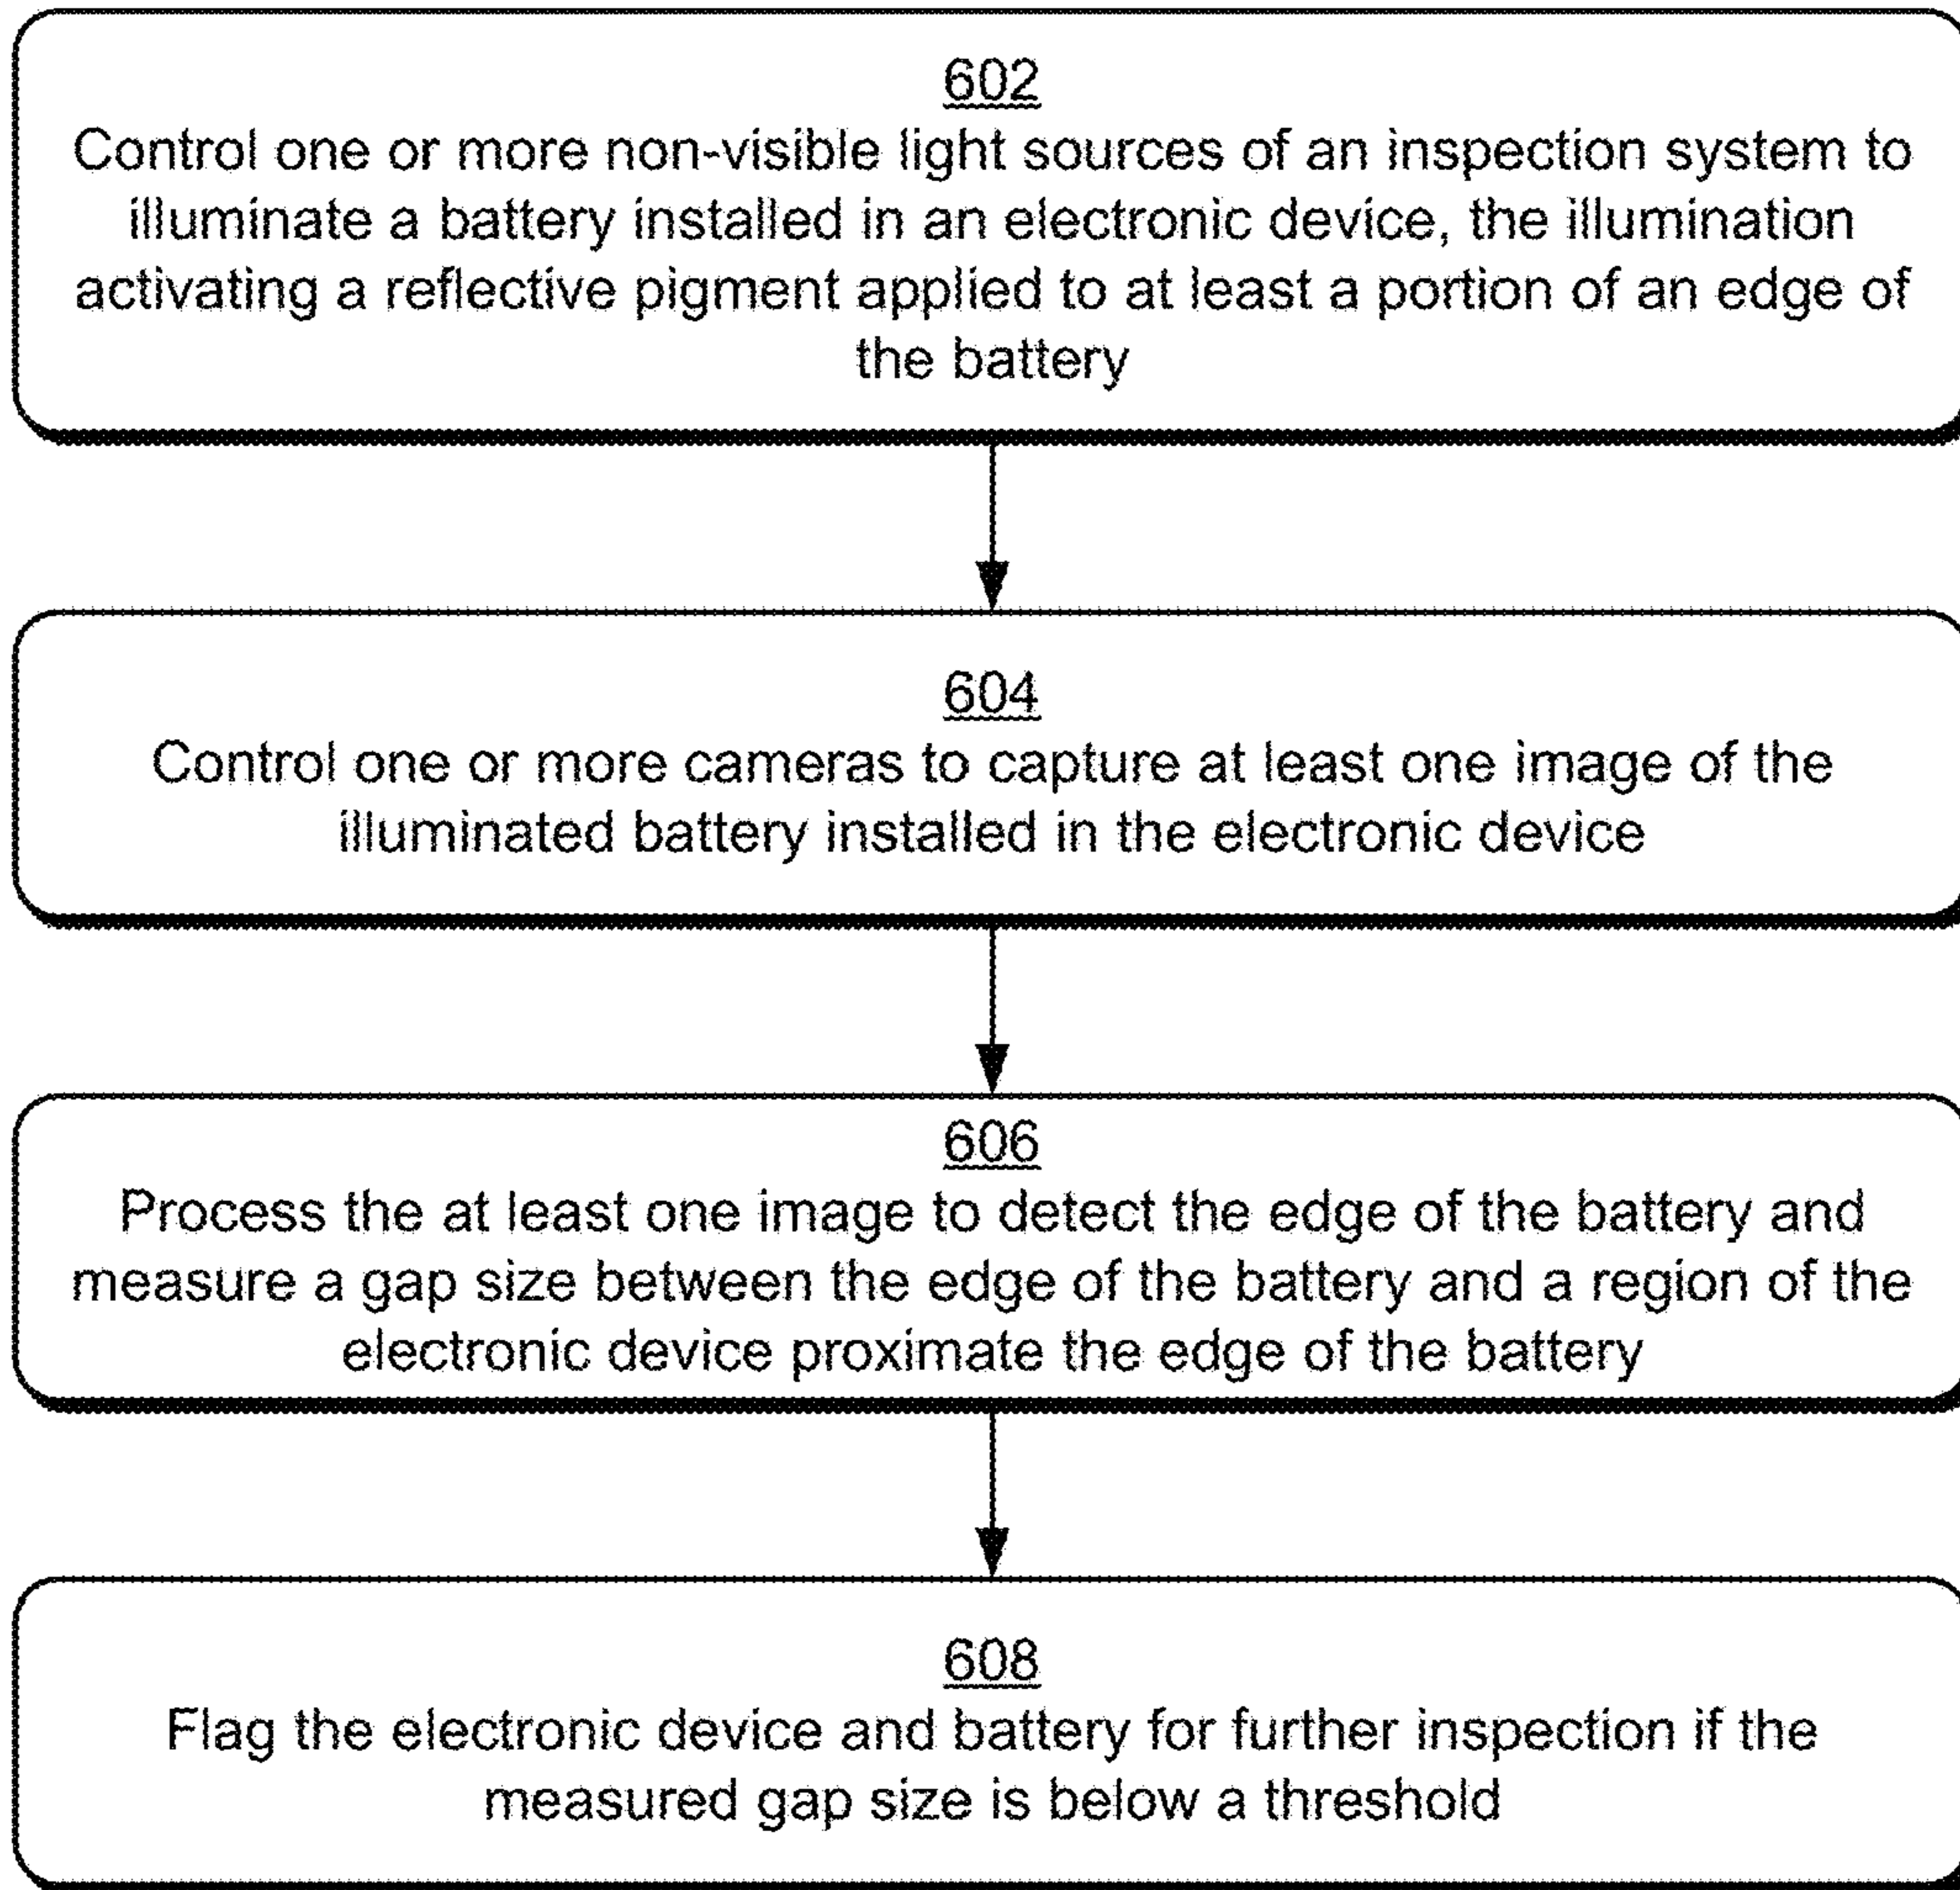 602
Control one or more non-visible light sources of an inspection system to
illuminate a battery installed in an electronic device, the illumination
activating a reflective pigment applied to at least a portion of an edge of
the battery
604
Control one or more cameras to capture at least one image of the
illuminated battery installed in the electronic device
606
Process the at least one image to detect the edge of the battery and
measure a gap size between the edge of the battery and a region of the
electronic device proximate the edge of the battery
608
Flag the electronic device and battery for further inspection if the
measured gap size is below a threshold